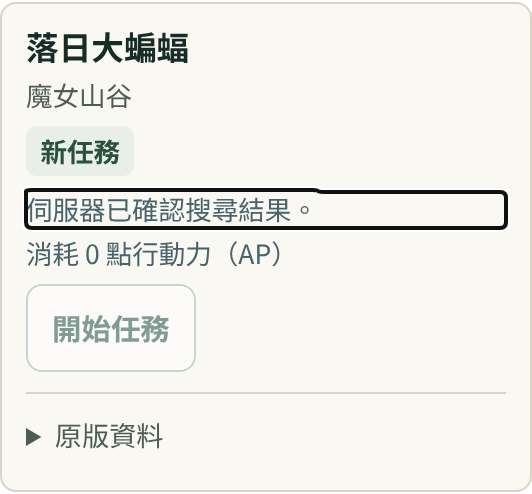 落日大蝙蝠
魔女山谷
新任務
伺服器已確認搜尋結果。
消耗 0 點行動力（AP）
開始任務
▶ 原版資料